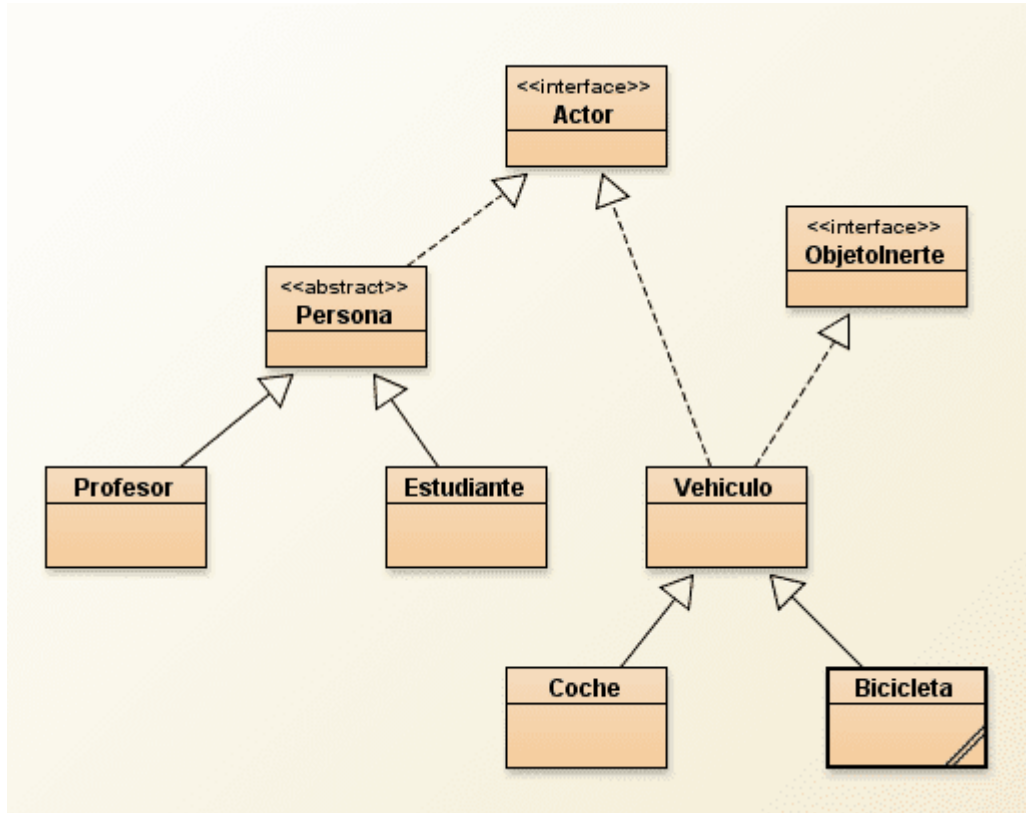 <<interface>>
Actor
<<interface>>
ObjetoInerte
<<abstract>>
Persona
Profesor
Estudiante
Vehiculo
Coche
Bicicleta